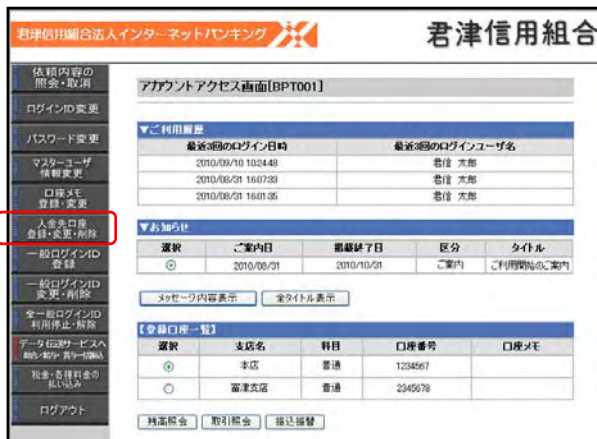 君津信用組合法人インターネットバンキング
君津信用組合
依頼内容の
照会・取消
ログインID変更
パスワード変更
マスターユーザ
情報変更
口座メモ
登録・変更
入金先口座
登録・変更・削除
一般ログインID
登録
一般ログインID
変更・削除
全一般ログインID
利用停止・解除
データ伝送サービスへ
税金・各種料金の
払い込み
ログアウト
アカウントアクセス画面[BPT001]
▼ご利用履歴
最近3回のログイン日時 最近3回のログインユーザ名
2010/09/10 10:24:48 君信 太郎
2010/08/31 16:07:33 君信 太郎
2010/08/31 16:01:35 君信 太郎
▼お知らせ
選択 ご案内日 掲載終了日 区分 タイトル
2010/08/31 2010/10/31 ご案内 ご利用開始のご案内
メッセージ内容表示 全タイトル表示
【登録口座一覧】
選択 支店名 科目 口座番号 口座メモ
本店 普通 1234567
富津支店 普通 2345678
残高照会 取引照会 振込振替